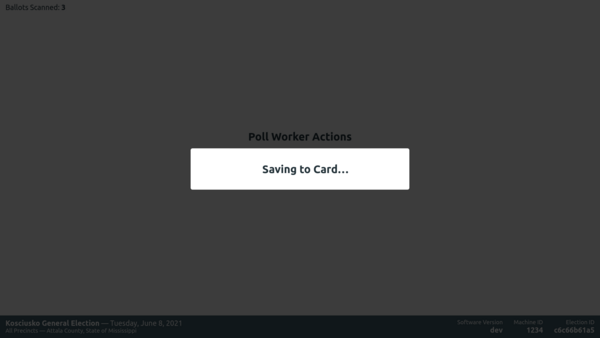 Ballots Scanned: 3
Poll Worker Actions
Saving to Card…
Kosciusko General Election — Tuesday, June 8, 2021
All Precincts — Attala County, State of Mississippi
Software Version
dev
Machine ID
1234
Election ID
c6c66b61a5